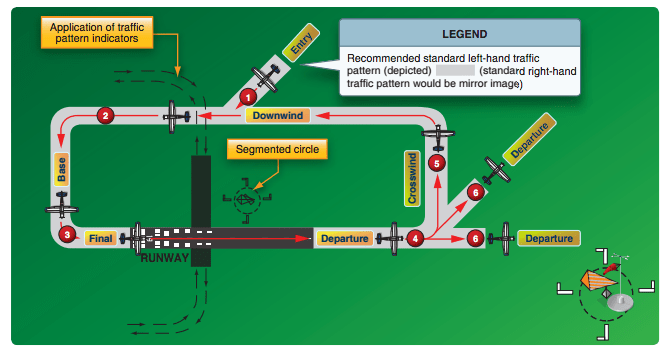 Application of traffic
pattern indicators
Entry
LEGEND
Recommended standard left-hand traffic
pattern (depicted) (standard right-hand
traffic pattern would be mirror image)
1
2
Downwind
Segmented circle
Base
Crosswind
5
Departure
6
3
Final
RUNWAY
Departure
4
6
Departure